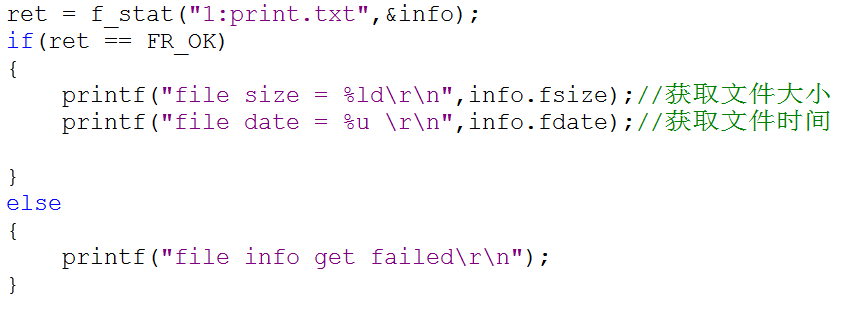 ret = f_stat("1:print.txt",&info);
if(ret == FR_OK)
{
    printf("file size = %ld\r\n",info.fsize);//获取文件大小
    printf("file date = %u \r\n",info.fdate);//获取文件时间
}
else
{
    printf("file info get failed\r\n");
}